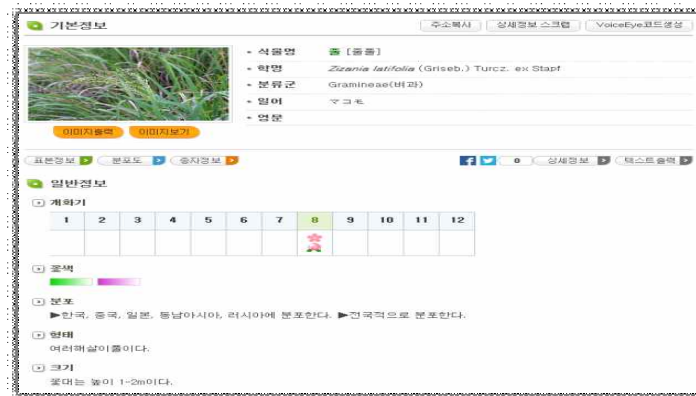 기본정보
주소복사 상세정보 스크랩 VoiceEye코드생성
식물명 줄 [줄풀]
학명 Zizania latifolia (Griseb.) Turcz. ex Stapf
분류군 Gramineae(벼과)
일어 マコモ
영문
이미지출력 이미지보기
표본정보 분포도 종자정보 0 상세정보 텍스트출력
일반정보
개화기
1 2 3 4 5 6 7 8 9 10 11 12
꽃색
분포
▶한국, 중국, 일본, 동남아시아, 러시아에 분포한다. ▶전국적으로 분포한다.
형태
여러해살이풀이다.
크기
꽃대는 높이 1-2m이다.